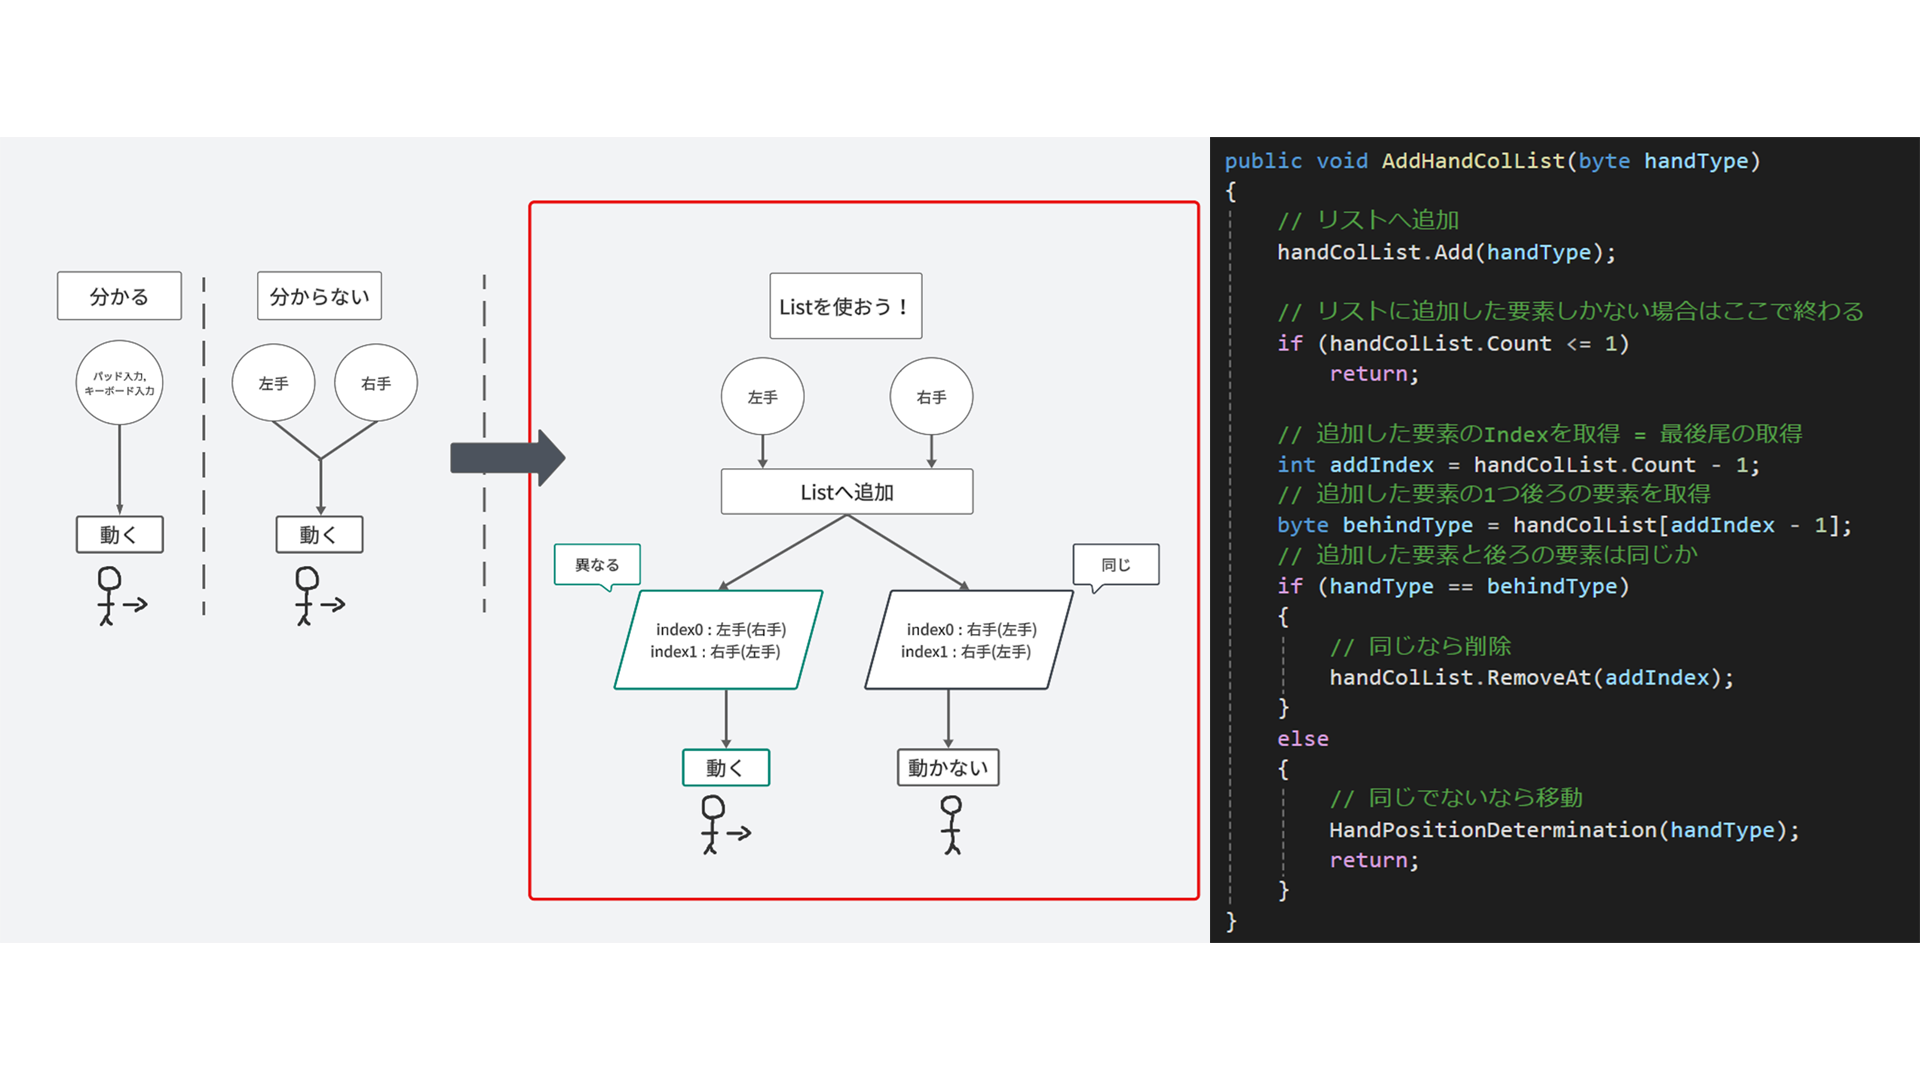 分かる
パッド入力,
キーボード入力
動く
分からない
左手
右手
動く
Listを使おう！
左手
右手
Listへ追加
異なる
index0 : 左手(右手)
index1 : 右手(左手)
動く
同じ
index0 : 右手(左手)
index1 : 右手(左手)
動かない
public void AddHandColList(byte handType)
{
// リストへ追加
handColList.Add(handType);
// リストに追加した要素しかない場合はここで終わる
if (handColList.Count <= 1)
return;
// 追加した要素のIndexを取得 = 最後尾の取得
int addIndex = handColList.Count - 1;
// 追加した要素の1つ後ろの要素を取得
byte behindType = handColList[addIndex - 1];
// 追加した要素と後ろの要素は同じか
if (handType == behindType)
{
// 同じなら削除
handColList.RemoveAt(addIndex);
}
else
{
// 同じでないなら移動
HandPositionDetermination(handType);
return;
}
}